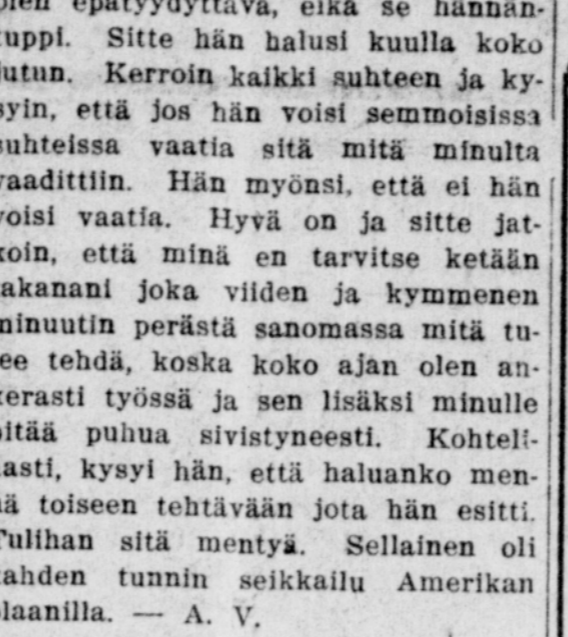 olen epätyydyttävä, eikä se hännän-
tuppi. Sitte hän halusi kuulla koko
jutun. Kerroin kaikki suhteen ja ky-
syin, että jos hän voisi semmoisissa
suhteissa vaatia sitä mitä minulta
vaadittiin. Hän myönsi, että ei hän
voisi vaatia. Hyvä on ja sitte jat-
koin, että minä en tarvitse ketään
takanani joka viiden ja kymmenen
minuutin perästä sanomassa mitä tu-
lee tehdä, koska koko ajan olen an-
kerasti työssä ja sen lisäksi minulle
pitää puhua sivistyneesti. Kohteli-
aasti, kysyi hän, että haluanko men-
nä toiseen tehtävään jota hän esitti.
Tulihan sitä mentyä. Sellainen oli
kahden tunnin seikkailu Amerikan
plaanilla. — A. V.